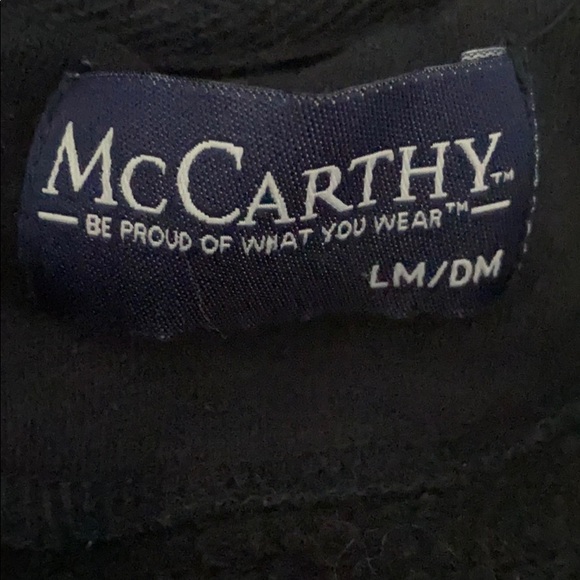 McCARTHY™
BE PROUD OF WHAT YOU WEAR™
LM/DM